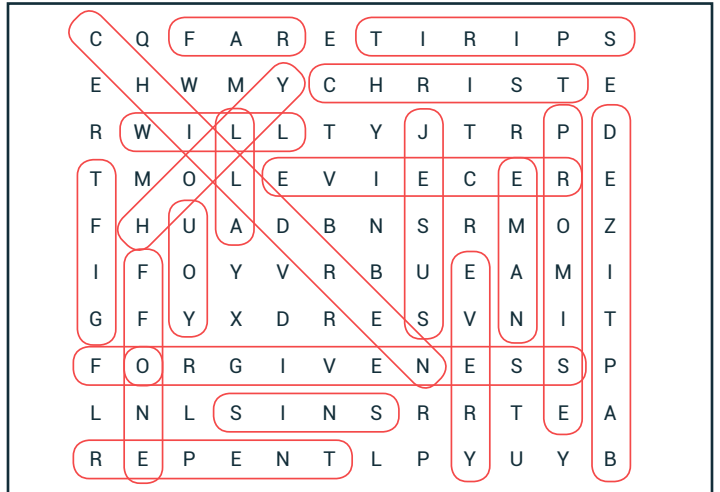 C Q F A R E T I R I P S
E H W M Y C H R I S T E
R W I L L T Y J T R P D
T M O L E V I E C E R E
F H U A D B N S R M O Z
I F O Y V R B U E A M I
G F Y X D R E S V N I T
F O R G I V E N E S S P
L N L S I N S R R T E A
R E P E N T L P Y U Y B